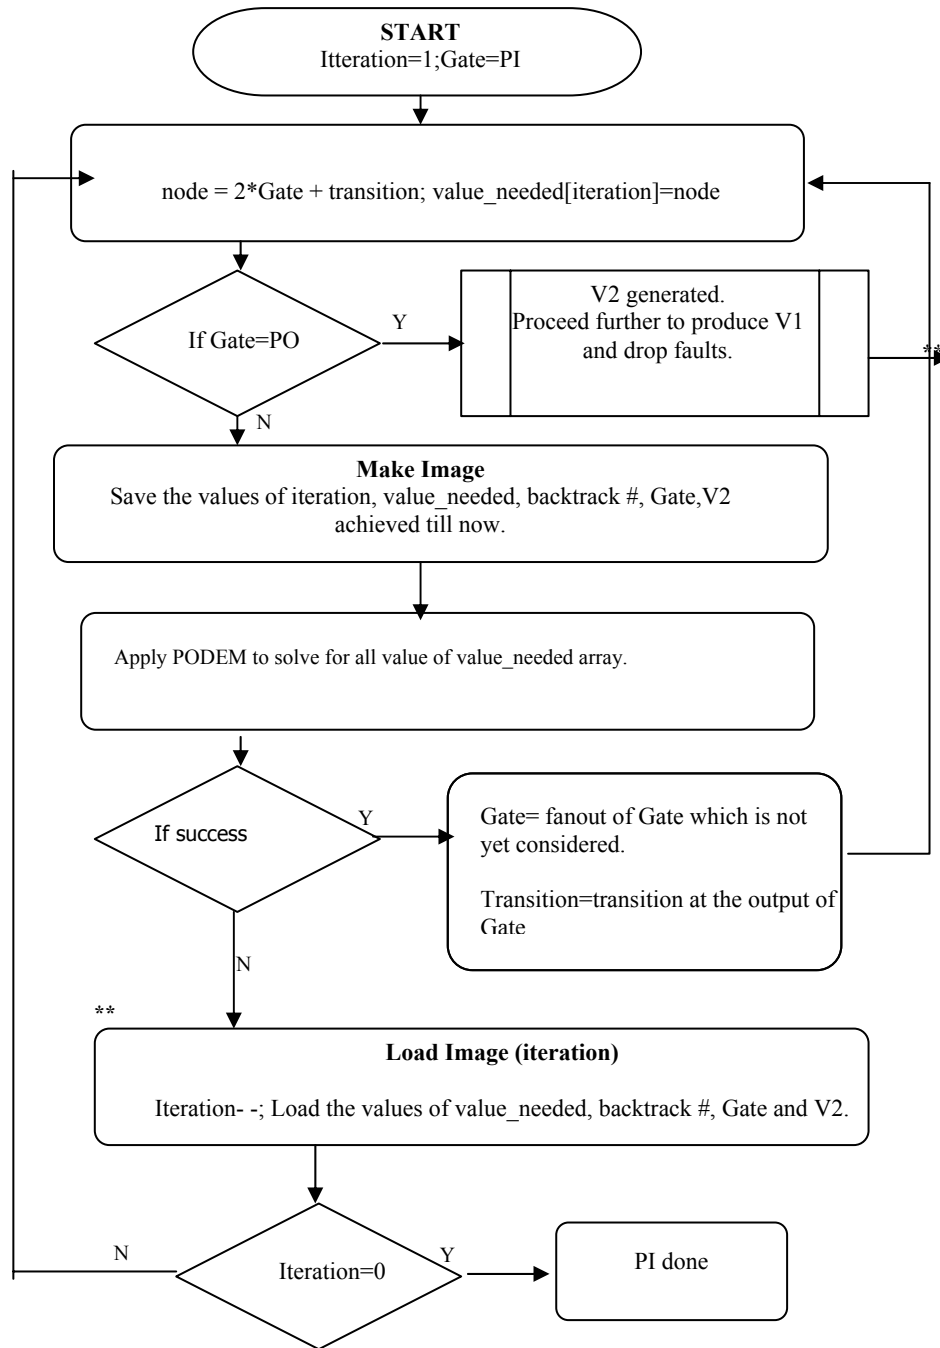 START
Itteration=1;Gate=PI
node = 2*Gate + transition; value_needed[iteration]=node
If Gate=PO
Y
V2 generated.
Proceed further to produce V1
and drop faults.
**
N
Make Image
Save the values of iteration, value_needed, backtrack #, Gate,V2
achieved till now.
Apply PODEM to solve for all value of value_needed array.
If success
Y
Gate= fanout of Gate which is not
yet considered.
Transition=transition at the output of
Gate
N
**
Load Image (iteration)
Iteration- -; Load the values of value_needed, backtrack #, Gate and V2.
N
Iteration=0
Y
PI done